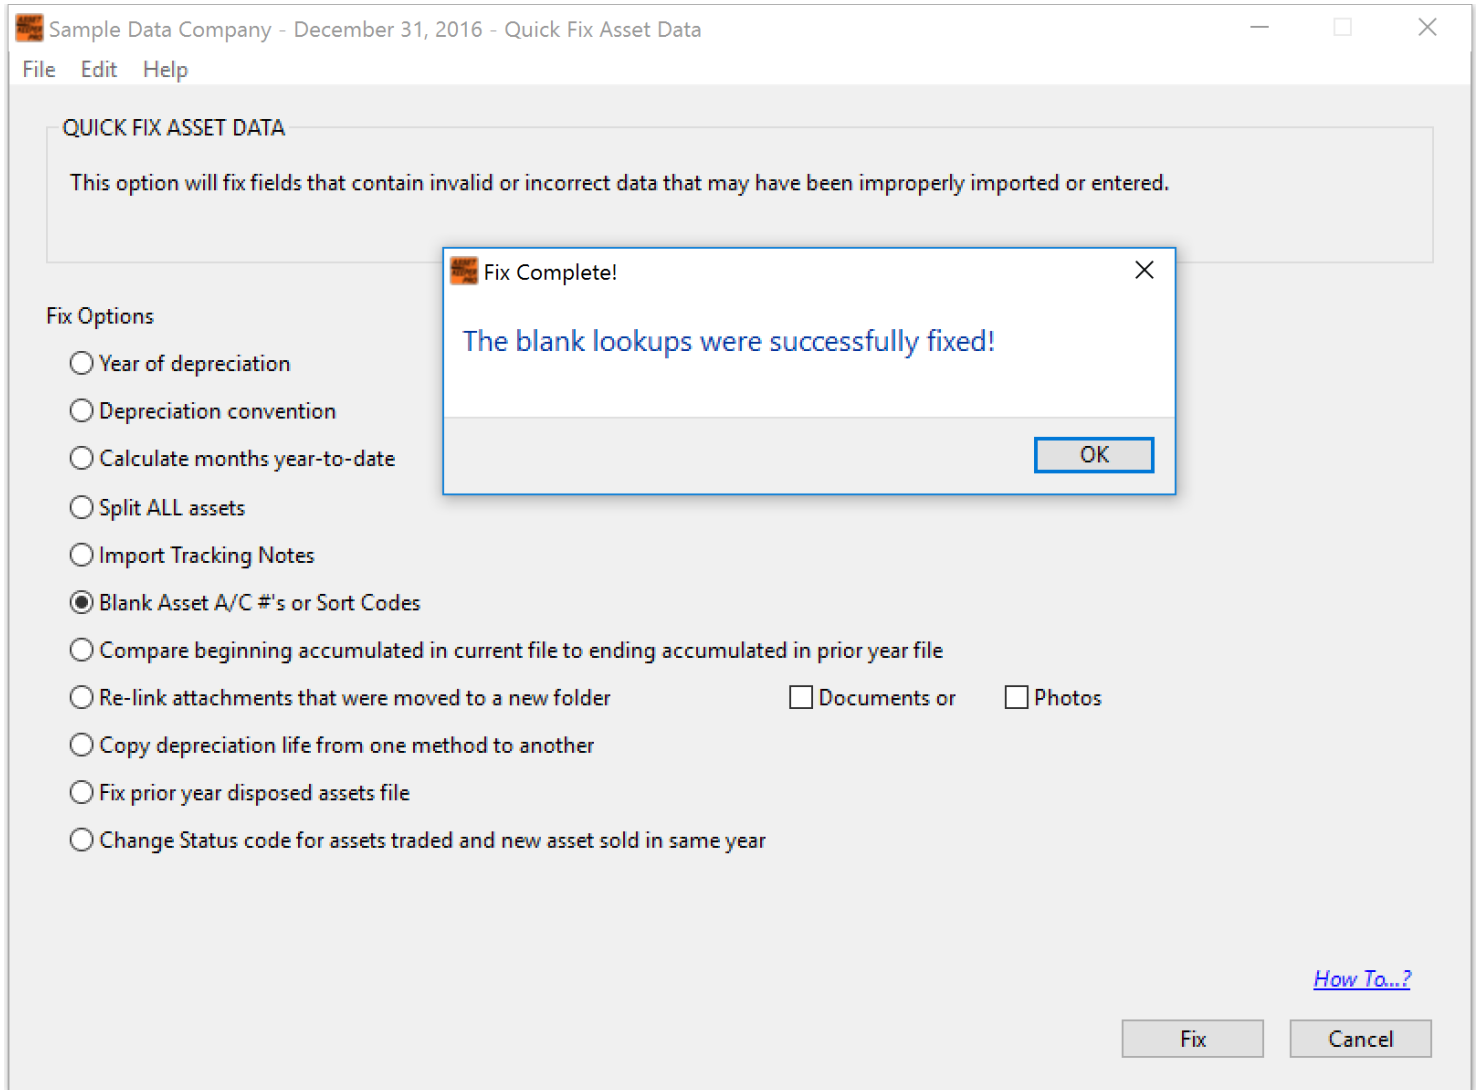 Sample Data Company - December 31, 2016 - Quick Fix Asset Data
File Edit Help
QUICK FIX ASSET DATA
This option will fix fields that contain invalid or incorrect data that may have been improperly imported or entered.
Fix Complete!
The blank lookups were successfully fixed!
OK
Fix Options
Year of depreciation
Depreciation convention
Calculate months year-to-date
Split ALL assets
Import Tracking Notes
Blank Asset A/C #'s or Sort Codes
Compare beginning accumulated in current file to ending accumulated in prior year file
Re-link attachments that were moved to a new folder Documents or Photos
Copy depreciation life from one method to another
Fix prior year disposed assets file
Change Status code for assets traded and new asset sold in same year
How To...?
Fix Cancel